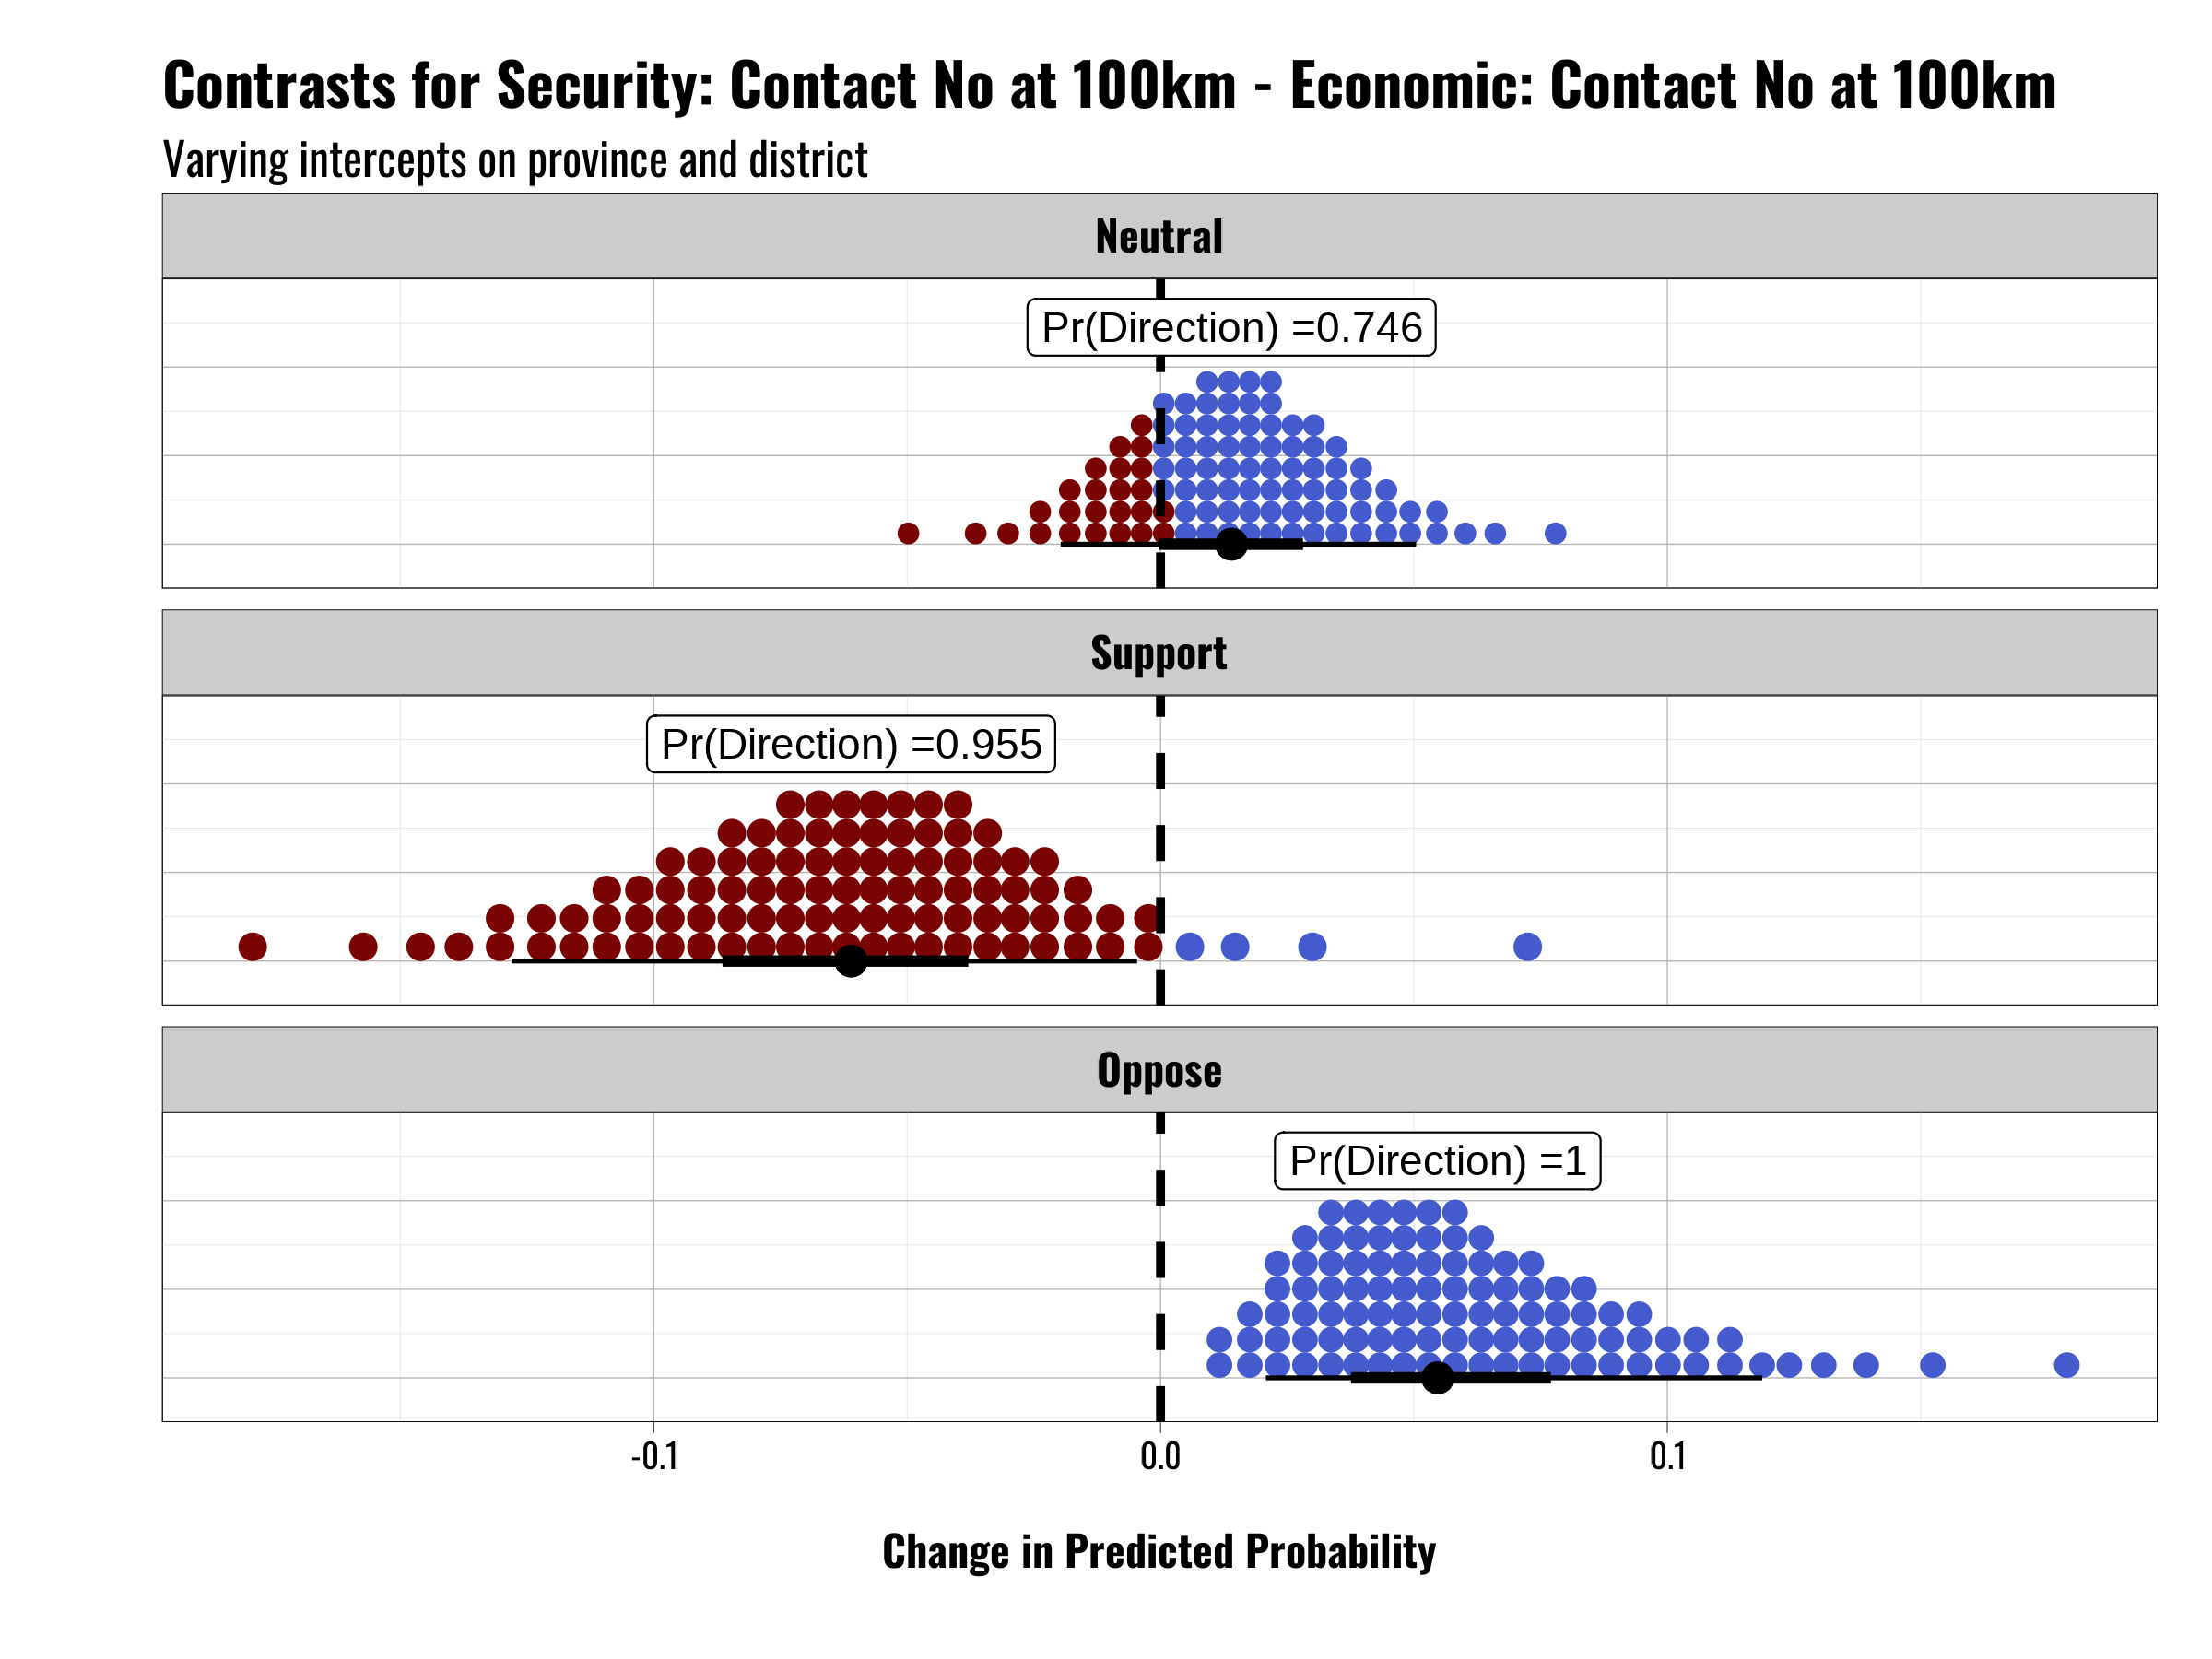 Contrasts for Security: Contact No at 100km - Economic: Contact No at 100km
Varying intercepts on province and district
Neutral
Pr(Direction) =0.746
Support
Pr(Direction) =0.955
Oppose
Pr(Direction) =1
-0.1 0.0 0.1
Change in Predicted Probability